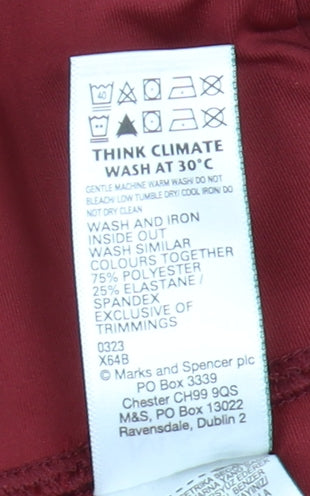 40
THINK CLIMATE
WASH AT 30°C
GENTLE MACHINE WARM WASH/ DO NOT
BLEACH/ LOW TUMBLE DRY/ COOL IRON/ DO
NOT DRY CLEAN
WASH AND IRON
INSIDE OUT
WASH SIMILAR
COLOURS TOGETHER
75% POLYESTER
25% ELASTANE /
SPANDEX
EXCLUSIVE OF
TRIMMINGS
0323
X64B
© Marks and Spencer plc
PO Box 3339
Chester CH99 9QS
M&S, PO Box 13022
Ravensdale, Dublin 2